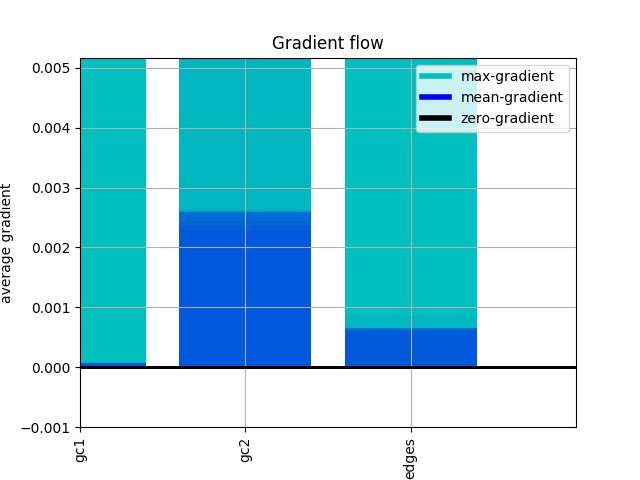 Gradient flow
max-gradient
mean-gradient
zero-gradient
average gradient
0.005
0.004
0.003
0.002
0.001
0.000
−0.001
gc1
gc2
edges